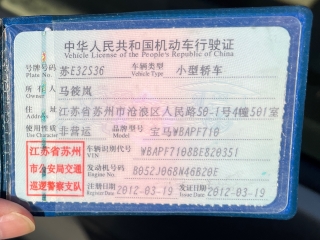 中华人民共和国机动车行驶证
Vehicle License of the People's Republic of China
号牌号码 苏E32536 车辆类型 小型轿车
Plate No. Vehicle Type
所有人 马筱岚
Owner
住址 江苏省苏州市沧浪区人民路50-1号4幢501室
Address
使用性质 非营运 品牌型号 宝马WBAPF710
Use Character Model
江苏省苏州市公安局交通巡逻警察支队
车辆识别代号 WBAPF7108BE820351
VIN
发动机号码 B052J068N46B20E
Engine No.
注册日期 2012-03-19 发证日期 2012-03-19
Register Date Issue Date